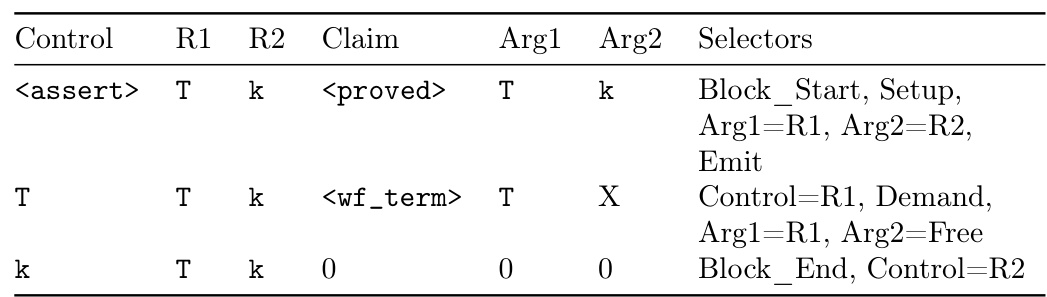 Control R1 R2 Claim Arg1 Arg2 Selectors
<assert> T k <proved> T k Block_Start, Setup,
Arg1=R1, Arg2=R2,
Emit
T T k <wf_term> T X Control=R1, Demand,
Arg1=R1, Arg2=Free
k T k 0 0 0 Block_End, Control=R2